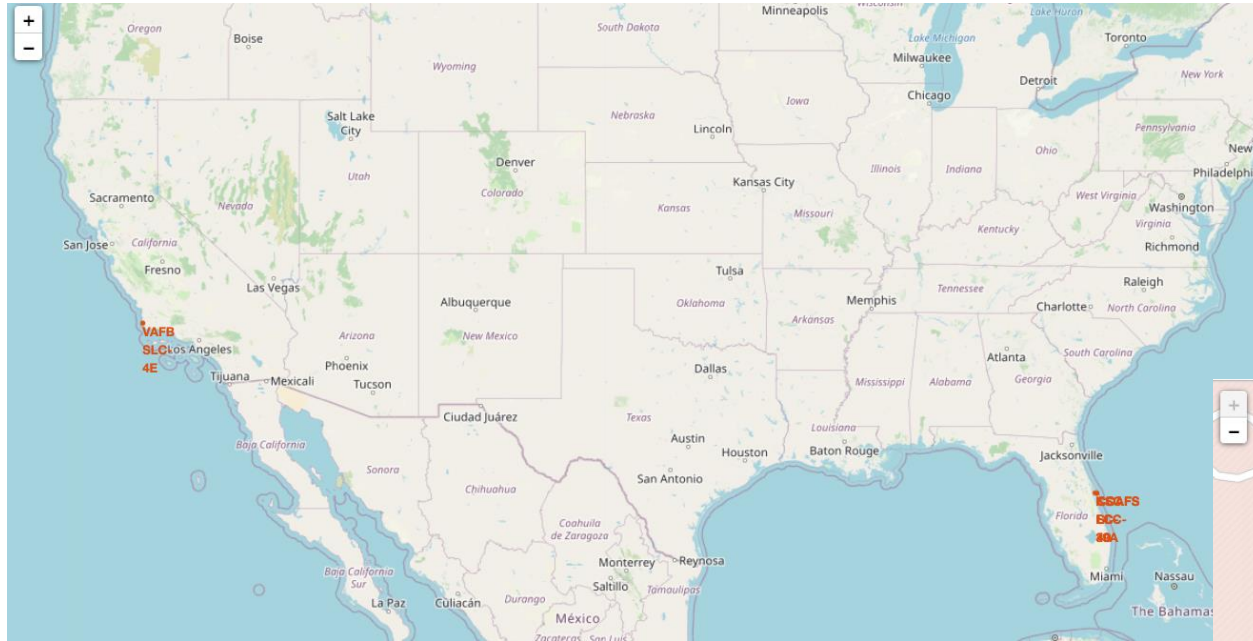 +
−
Oregon
Boise
Wyoming
South Dakota
Minneapolis
Wisconsin
Lake Huron
Lake Michigan
Milwaukee
Toronto
Detroit
Chicago
New York
Salt Lake
City
Nebraska
Iowa
Lincoln
Pennsylvania
New
Philadelphi
Denver
Utah
Colorado
Illinois
Indiana
Ohio
Sacramento
Nevada
Kansas City
Kansas
Missouri
West Virginia
Washington
Virginia
Richmond
San Jose
California
Fresno
Kentucky
Las Vegas
Tulsa
Albuquerque
Oklahoma
Memphis
Tennessee
Raleigh
Charlotte
North Carolina
VAFB
SLC-
4E
Los Angeles
Arizona
New Mexico
Arkansas
Phoenix
Tucson
Tijuana
Mexicali
Dallas
Atlanta
South Carolina
Mississippi
Alabama
Georgia
Ciudad Juárez
Texas
Louisiana
Baja California
Austin
Houston
Baton Rouge
Jacksonville
+
−
Sonora
Chihuahua
San Antonio
Florida
Coahuila
de Zaragoza
Monterrey
Reynosa
Saltillo
Tamaulipas
Miami
Nassau
Baja California
Sur
La Paz
Culiacán
Durango
México
The Bahamas
Zacatecas
San Luis